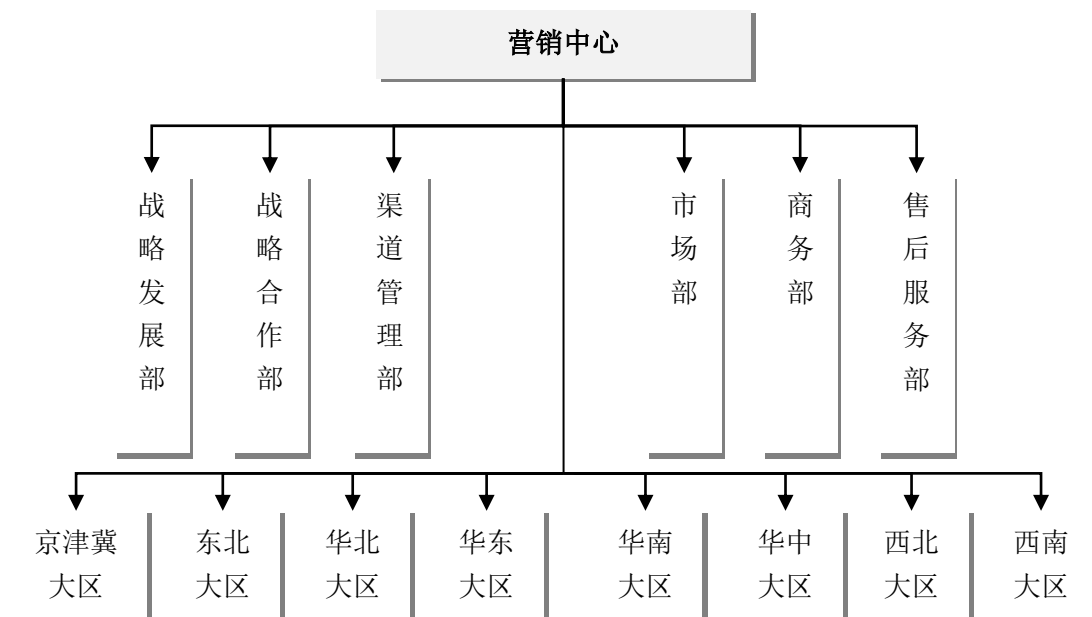 营销中心
战略发展部
战略合作部
渠道管理部
市场部
商务部
售后服务部
京津冀
大区
东北
大区
华北
大区
华东
大区
华南
大区
华中
大区
西北
大区
西南
大区